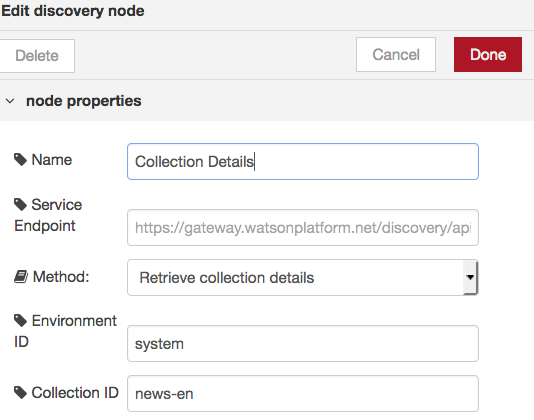 Edit discovery node
Delete
Cancel
Done
node properties
Name
Collection Details
Service
Endpoint
https://gateway.watsonplatform.net/discovery/api
Method:
Retrieve collection details
Environment
ID
system
Collection ID
news-en